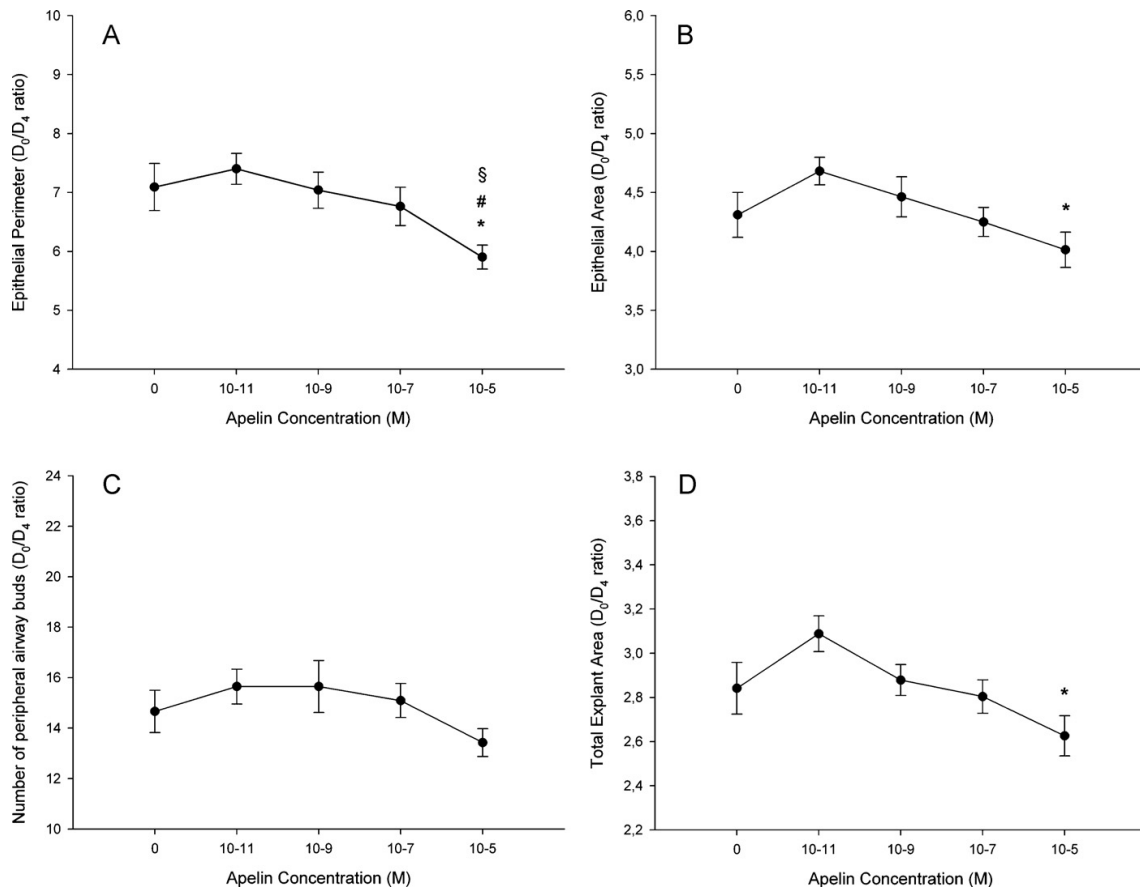 A
Epithelial Perimeter (D0/D4 ratio)
10
9
8
7
6
5
4
§
#
*
0 10-11 10-9 10-7 10-5
Apelin Concentration (M)
B
Epithelial Area (D0/D4 ratio)
6,0
5,5
5,0
4,5
4,0
3,5
3,0
*
0 10-11 10-9 10-7 10-5
Apelin Concentration (M)
C
Number of peripheral airway buds (D0/D4 ratio)
24
22
20
18
16
14
12
10
0 10-11 10-9 10-7 10-5
Apelin Concentration (M)
D
Total Explant Area (D0/D4 ratio)
3,8
3,6
3,4
3,2
3,0
2,8
2,6
2,4
2,2
*
0 10-11 10-9 10-7 10-5
Apelin Concentration (M)